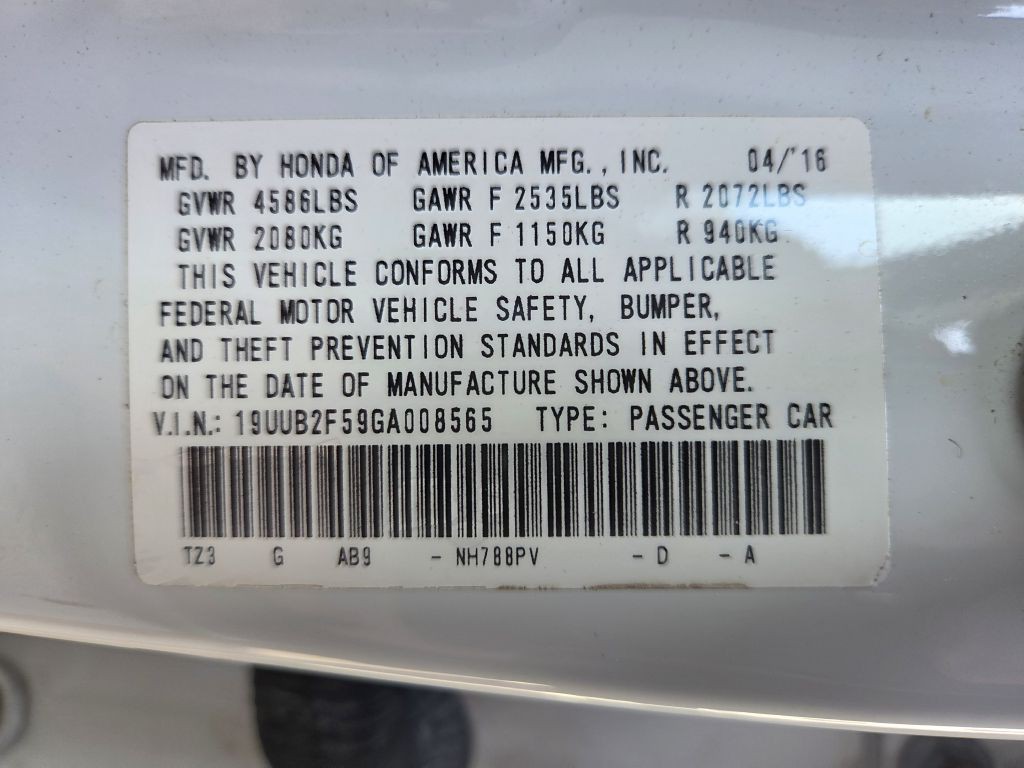 MFD. BY HONDA OF AMERICA MFG., INC. 04/'16
GVWR 4586LBS GAWR F 2535LBS R 2072LBS
GVWR 2080KG GAWR F 1150KG R 940KG
THIS VEHICLE CONFORMS TO ALL APPLICABLE
FEDERAL MOTOR VEHICLE SAFETY, BUMPER,
AND THEFT PREVENTION STANDARDS IN EFFECT
ON THE DATE OF MANUFACTURE SHOWN ABOVE.
V.I.N.: 19UUB2F59GA008565 TYPE: PASSENGER CAR
TZ3 G AB9 - NH788PV - D - A